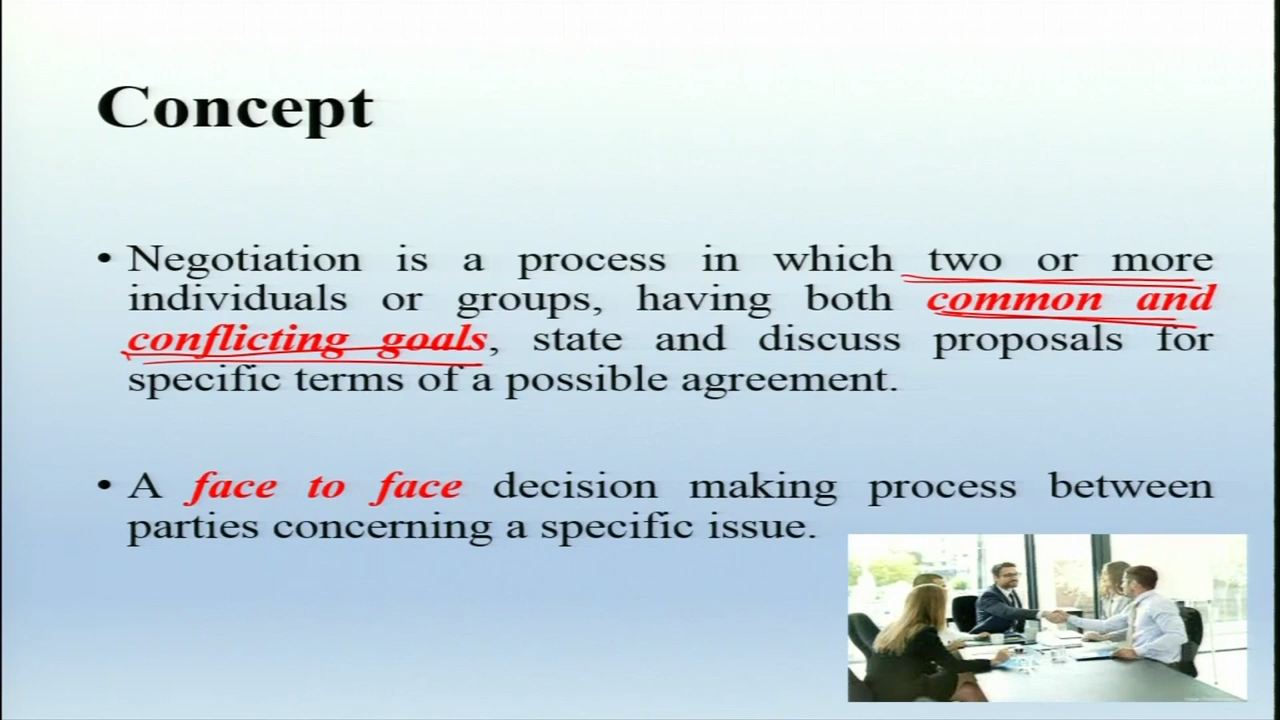 Concept
• Negotiation is a process in which two or more
individuals or groups, having both common and
conflicting goals, state and discuss proposals for
specific terms of a possible agreement.
• A face to face decision making process between
parties concerning a specific issue.